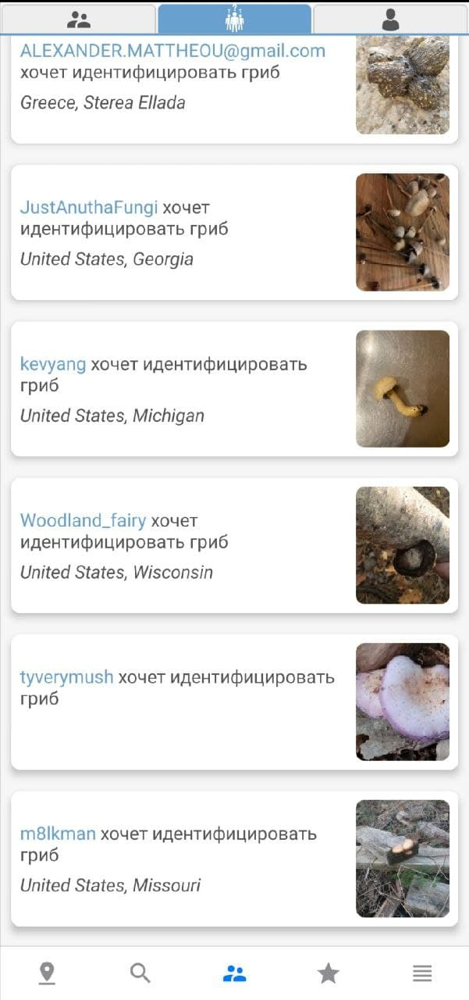 ALEXANDER.MATTHEOU@gmail.com
хочет идентифицировать гриб
Greece, Sterea Ellada
JustAnuthaFungi хочет
идентифицировать гриб
United States, Georgia
kevyang хочет идентифицировать
гриб
United States, Michigan
Woodland_fairy хочет
идентифицировать гриб
United States, Wisconsin
tyverymush хочет идентифицировать
гриб
m8lkman хочет идентифицировать
гриб
United States, Missouri